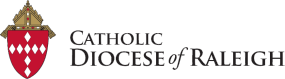 CATHOLIC
DIOCESE of RALEIGH